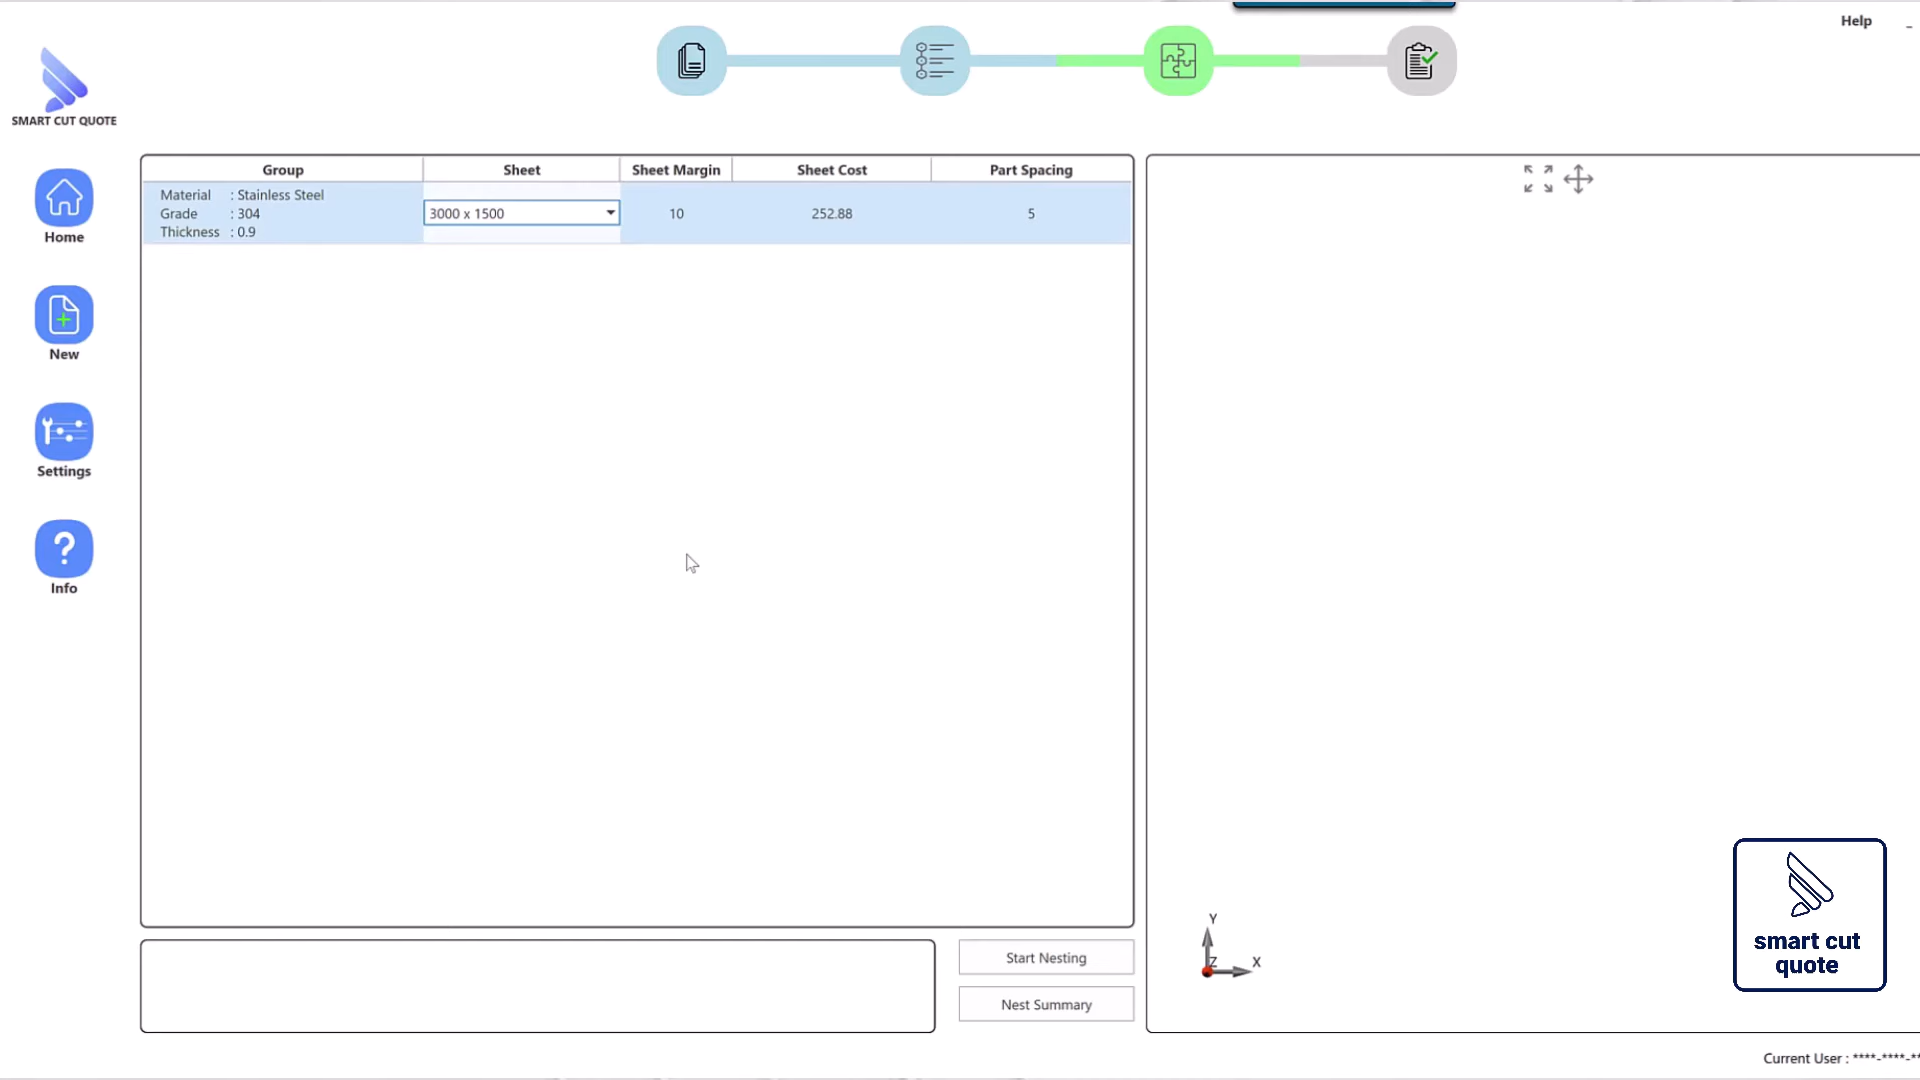 Help
SMART CUT QUOTE
Home
New
Settings
Info
Group Sheet Sheet Margin Sheet Cost Part Spacing
Material : Stainless Steel
Grade : 304
Thickness : 0.9
3000 x 1500 10 252.88 5
Start Nesting
Nest Summary
Y
Z
X
smart cut
quote
Current User : ****-****-**